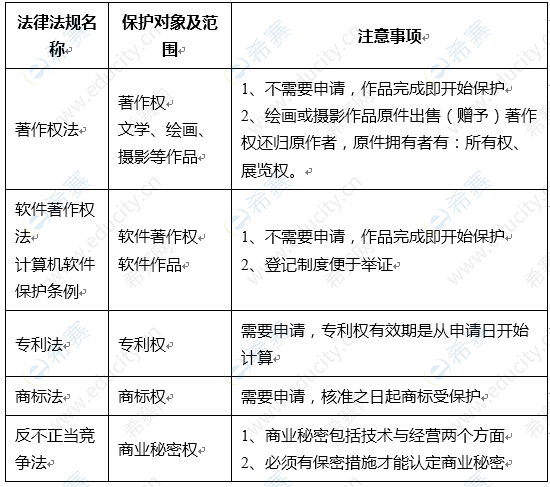 法律法规名
称
保护对象及范
围
注意事项
著作权法
著作权
文学、绘画、
摄影等作品
1、不需要申请，作品完成即开始保护
2、绘画或摄影作品原件出售（赠予）著作
权还归原作者，原件拥有者有：所有权、
展览权。
软件著作权
法
计算机软件
保护条例
软件著作权
软件作品
1、不需要申请，作品完成即开始保护
2、登记制度便于举证
专利法
专利权
需要申请，专利权有效期是从申请日开始
计算
商标法
商标权
需要申请，核准之日起商标受保护
反不正当竞
争法
商业秘密权
1、商业秘密包括技术与经营两个方面
2、必须有保密措施才能认定商业秘密
希赛
www.educity.cn